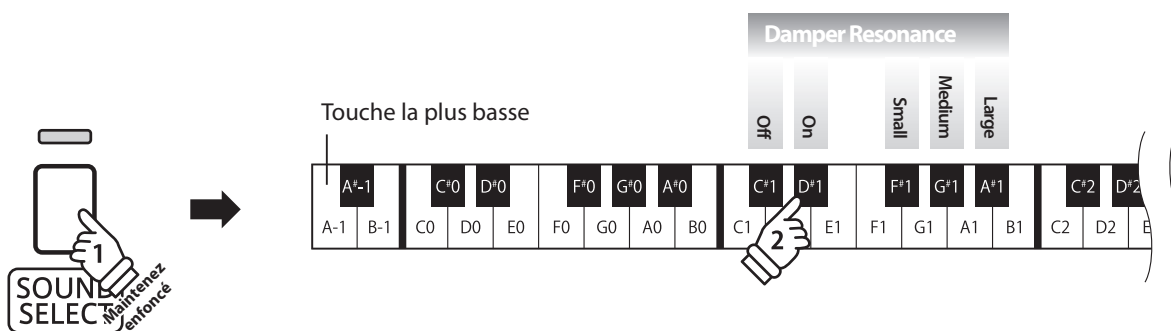 Damper Resonance
Off
On
Small
Medium
Large
Touche la plus basse
A#-1
C#0
D#0
F#0
G#0
A#0
C#1
D#1
F#1
G#1
A#1
C#2
D#2
A-1
B-1
C0
D0
E0
F0
G0
A0
B0
C1
E1
F1
G1
A1
B1
C2
D2
1
2
SOUND
SELECT
Maintenez
enfoncé